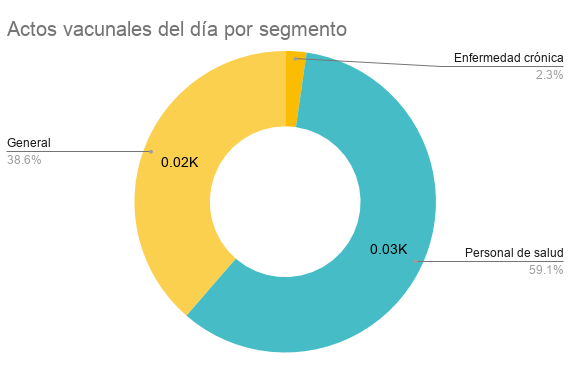 Actos vacunales del día por segmento
Enfermedad crónica
2.3%
General
38.6%
0.02K
0.03K
Personal de salud
59.1%